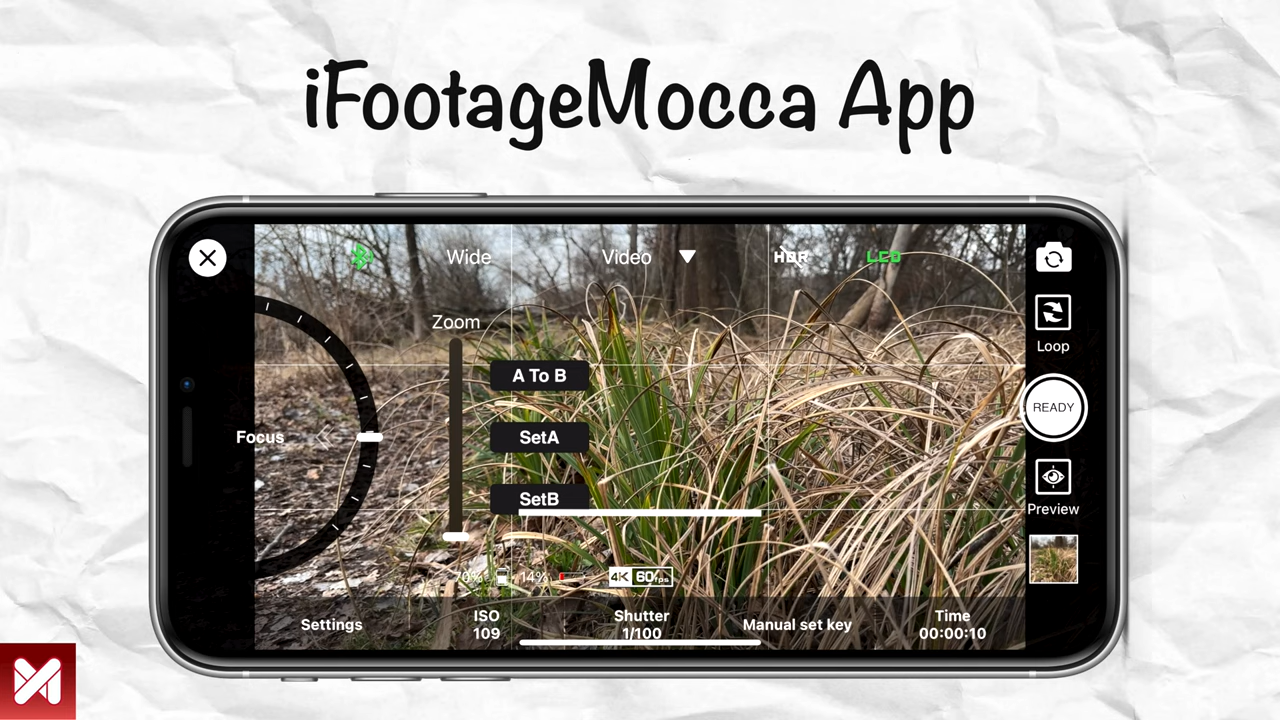 iFootageMocca App
Wide
Video
HDR
LCD
Zoom
Loop
A To B
READY
Focus
SetA
SetB
Preview
70%
14%
4K 60fps
Settings
ISO
109
Shutter
1/100
Manual set key
Time
00:00:10